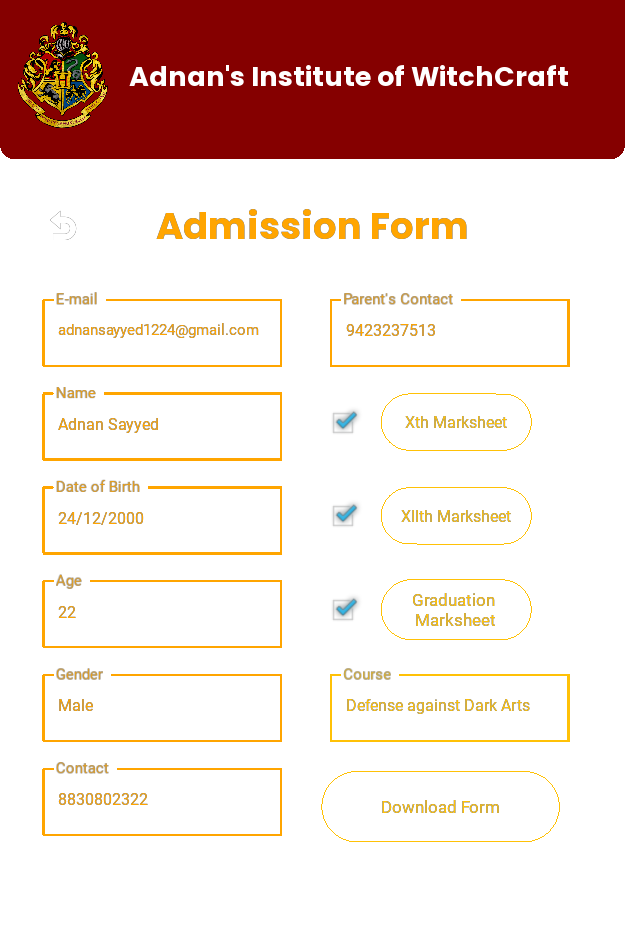 Adnan's Institute of WitchCraft
Admission Form
E-mail
adnansayyed1224@gmail.com
Name
Adnan Sayyed
Date of Birth
24/12/2000
Age
22
Gender
Male
Contact
8830802322
Parent's Contact
9423237513
Xth Marksheet
XIIth Marksheet
Graduation
Marksheet
Course
Defense against Dark Arts
Download Form